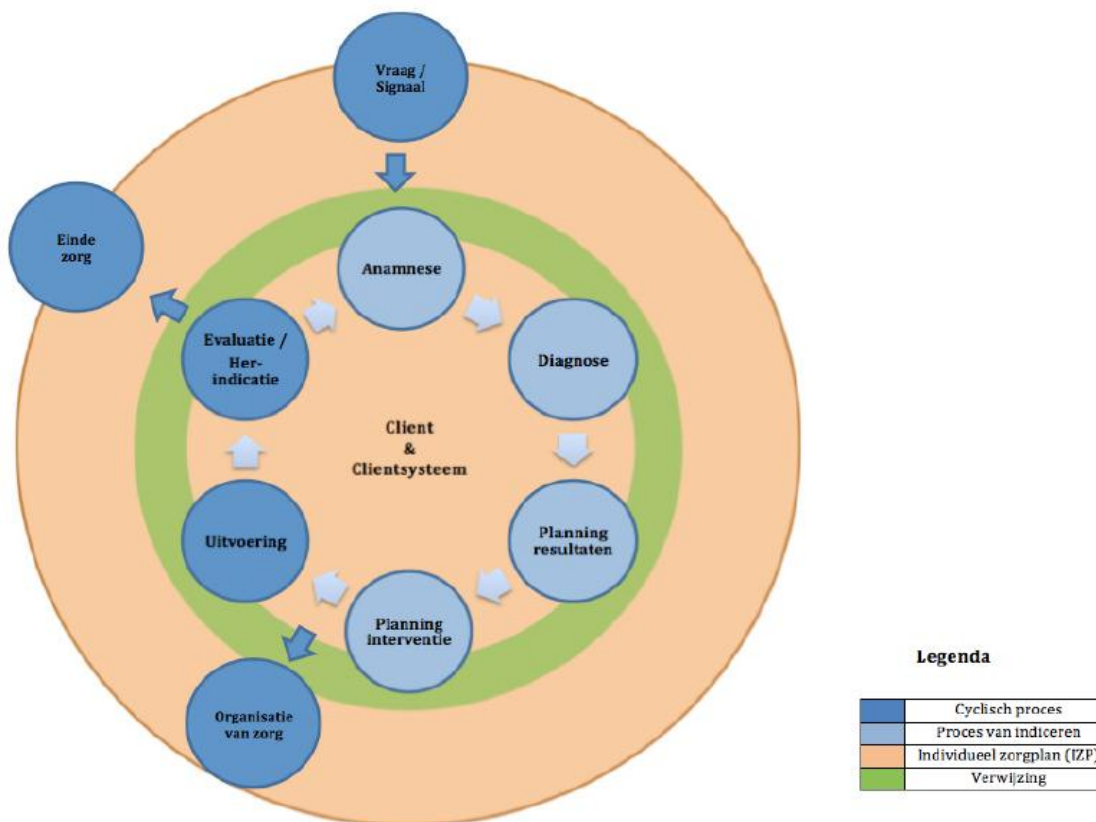 Vraag /
Signaal
Einde
zorg
Anamnese
Evaluatie /
Her-
indicatie
Diagnose
Client
&
Clientsysteem
Uitvoering
Planning
resultaten
Planning
interventie
Organisatie
van zorg
Legenda
Cyclisch proces
Proces van indiceren
Individueel zorgplan (IZP)
Verwijzing